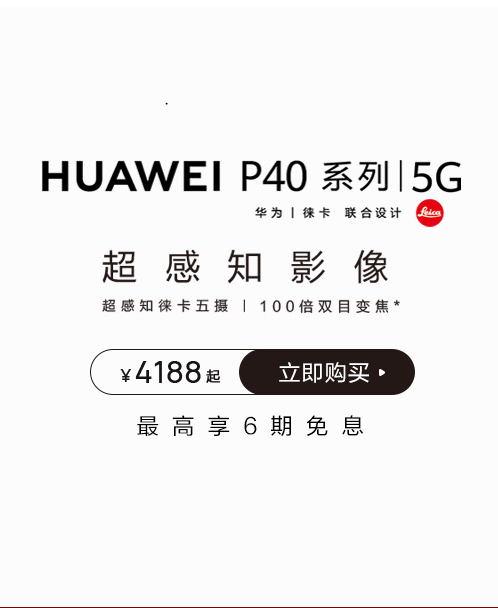 HUAWEI P40 系列|5G
华为 | 徕卡 联合设计 Leica
超感知影像
超感知徕卡五摄 | 100倍双目变焦*
¥4188起 立即购买
最高享6期免息